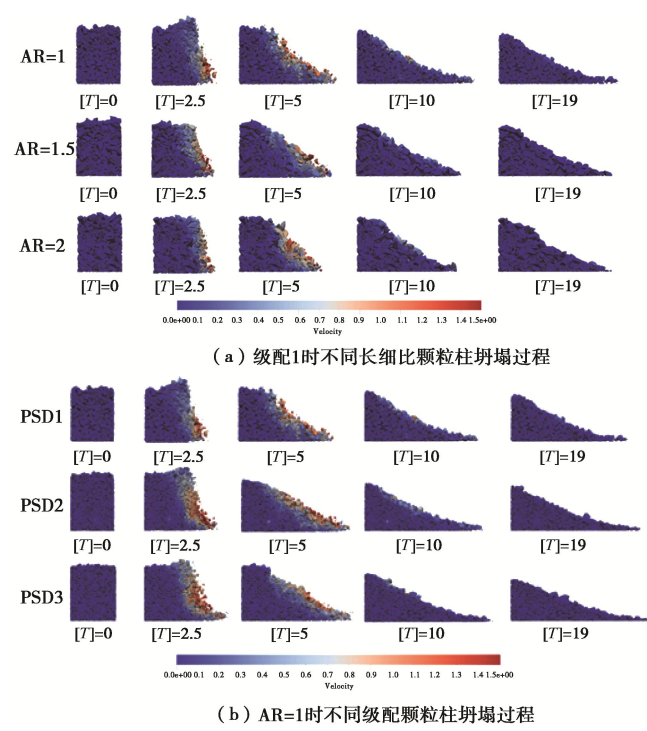 AR=1
[T]=0 [T]=2.5 [T]=5 [T]=10 [T]=19
AR=1.5
[T]=0 [T]=2.5 [T]=5 [T]=10 [T]=19
AR=2
[T]=0 [T]=2.5 [T]=5 [T]=10 [T]=19
0.0e+00 0.1 0.2 0.3 0.4 0.5 0.6 0.7 0.8 0.9 1.0 1.1 1.2 1.3 1.4 1.5e+00
Velocity
（a）级配1时不同长细比颗粒柱坍塌过程
PSD1
[T]=0 [T]=2.5 [T]=5 [T]=10 [T]=19
PSD2
[T]=0 [T]=2.5 [T]=5 [T]=10 [T]=19
PSD3
[T]=0 [T]=2.5 [T]=5 [T]=10 [T]=19
0.0e+00 0.1 0.2 0.3 0.4 0.5 0.6 0.7 0.8 0.9 1.0 1.1 1.2 1.3 1.4 1.5e+00
Velocity
（b）AR=1时不同级配颗粒柱坍塌过程